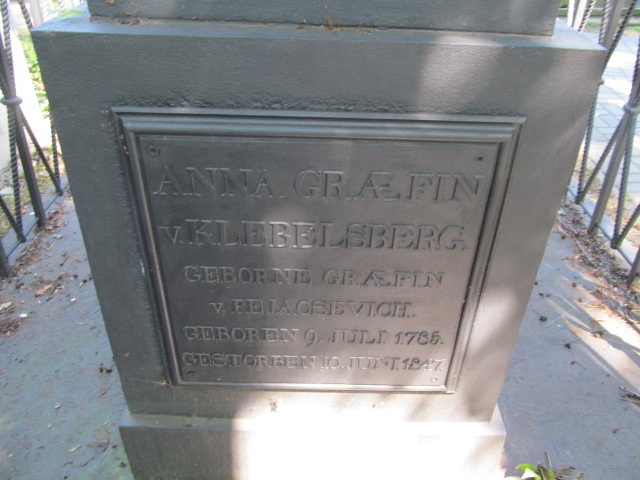 ANNA GRÆFIN
v. KLEBELSBERG.
GEBORNE GRÆFIN
v. PEJACSEVICH.
GEBOREN 9. JULI 1785.
GESTORBEN 10. JUNI 1847.